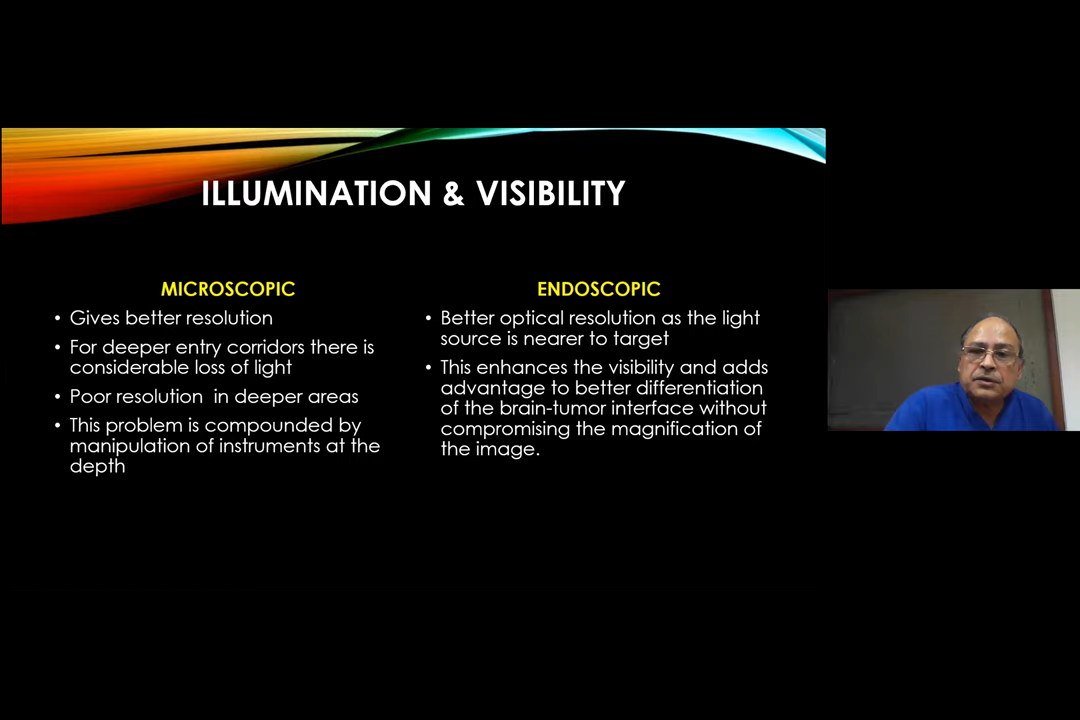 ILLUMINATION & VISIBILITY
MICROSCOPIC
• Gives better resolution
• For deeper entry corridors there is
considerable loss of light
• Poor resolution in deeper areas
• This problem is compounded by
manipulation of instruments at the
depth
ENDOSCOPIC
• Better optical resolution as the light
source is nearer to target
• This enhances the visibility and adds
advantage to better differentiation
of the brain-tumor interface without
compromising the magnification of
the image.